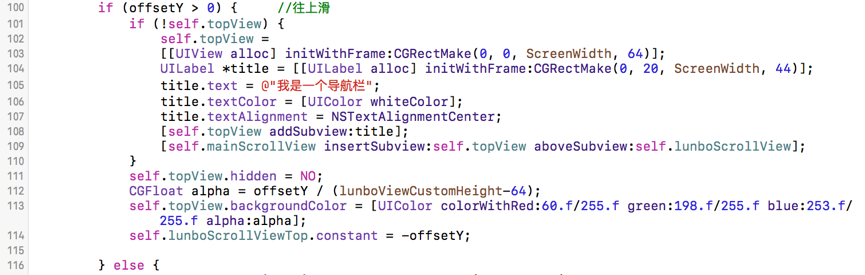 100 if (offsetY > 0) { //往上滑
101 if (!self.topView) {
102 self.topView =
103 [[UIView alloc] initWithFrame:CGRectMake(0, 0, ScreenWidth, 64)];
104 UILabel *title = [[UILabel alloc] initWithFrame:CGRectMake(0, 20, ScreenWidth, 44)];
105 title.text = @"我是一个导航栏";
106 title.textColor = [UIColor whiteColor];
107 title.textAlignment = NSTextAlignmentCenter;
108 [self.topView addSubview:title];
109 [self.mainScrollView insertSubview:self.topView aboveSubview:self.lunboScrollView];
110 }
111 self.topView.hidden = NO;
112 CGFloat alpha = offsetY / (lunboViewCustomHeight-64);
113 self.topView.backgroundColor = [UIColor colorWithRed:60.f/255.f green:198.f/255.f blue:253.f/
255.f alpha:alpha];
114 self.lunboScrollViewTop.constant = -offsetY;
115
116 } else {